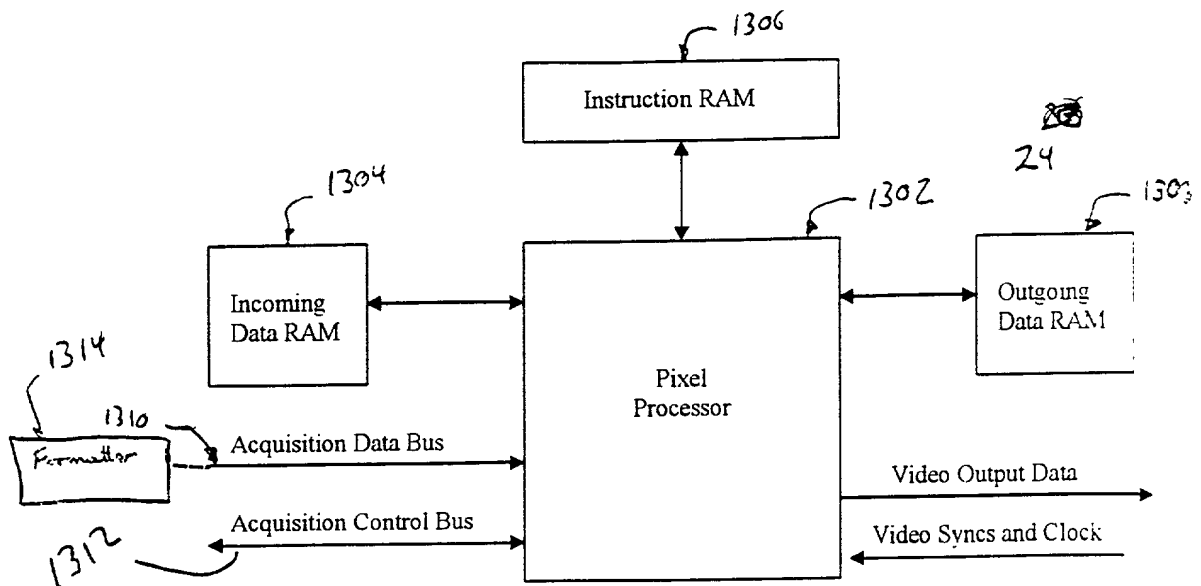 1306
Instruction RAM
24
1304
1302
Incoming
Data RAM
Outgoing
Data RAM
1314
Pixel
Processor
1310
Formatter
Acquisition Data Bus
Video Output Data
Acquisition Control Bus
Video Syncs and Clock
1312